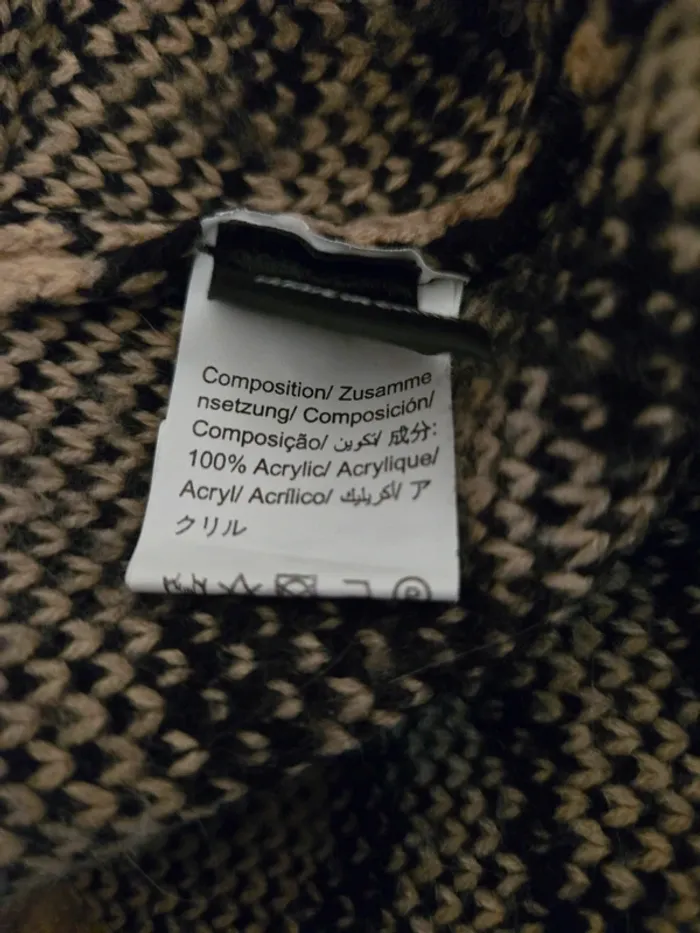 Composition/ Zusamme
nsetzung/ Composición/
Composição/ تكوين/ 成分:
100% Acrylic/ Acrylique/
Acryl/ Acrílico/ أكريليك/ ア
クリル